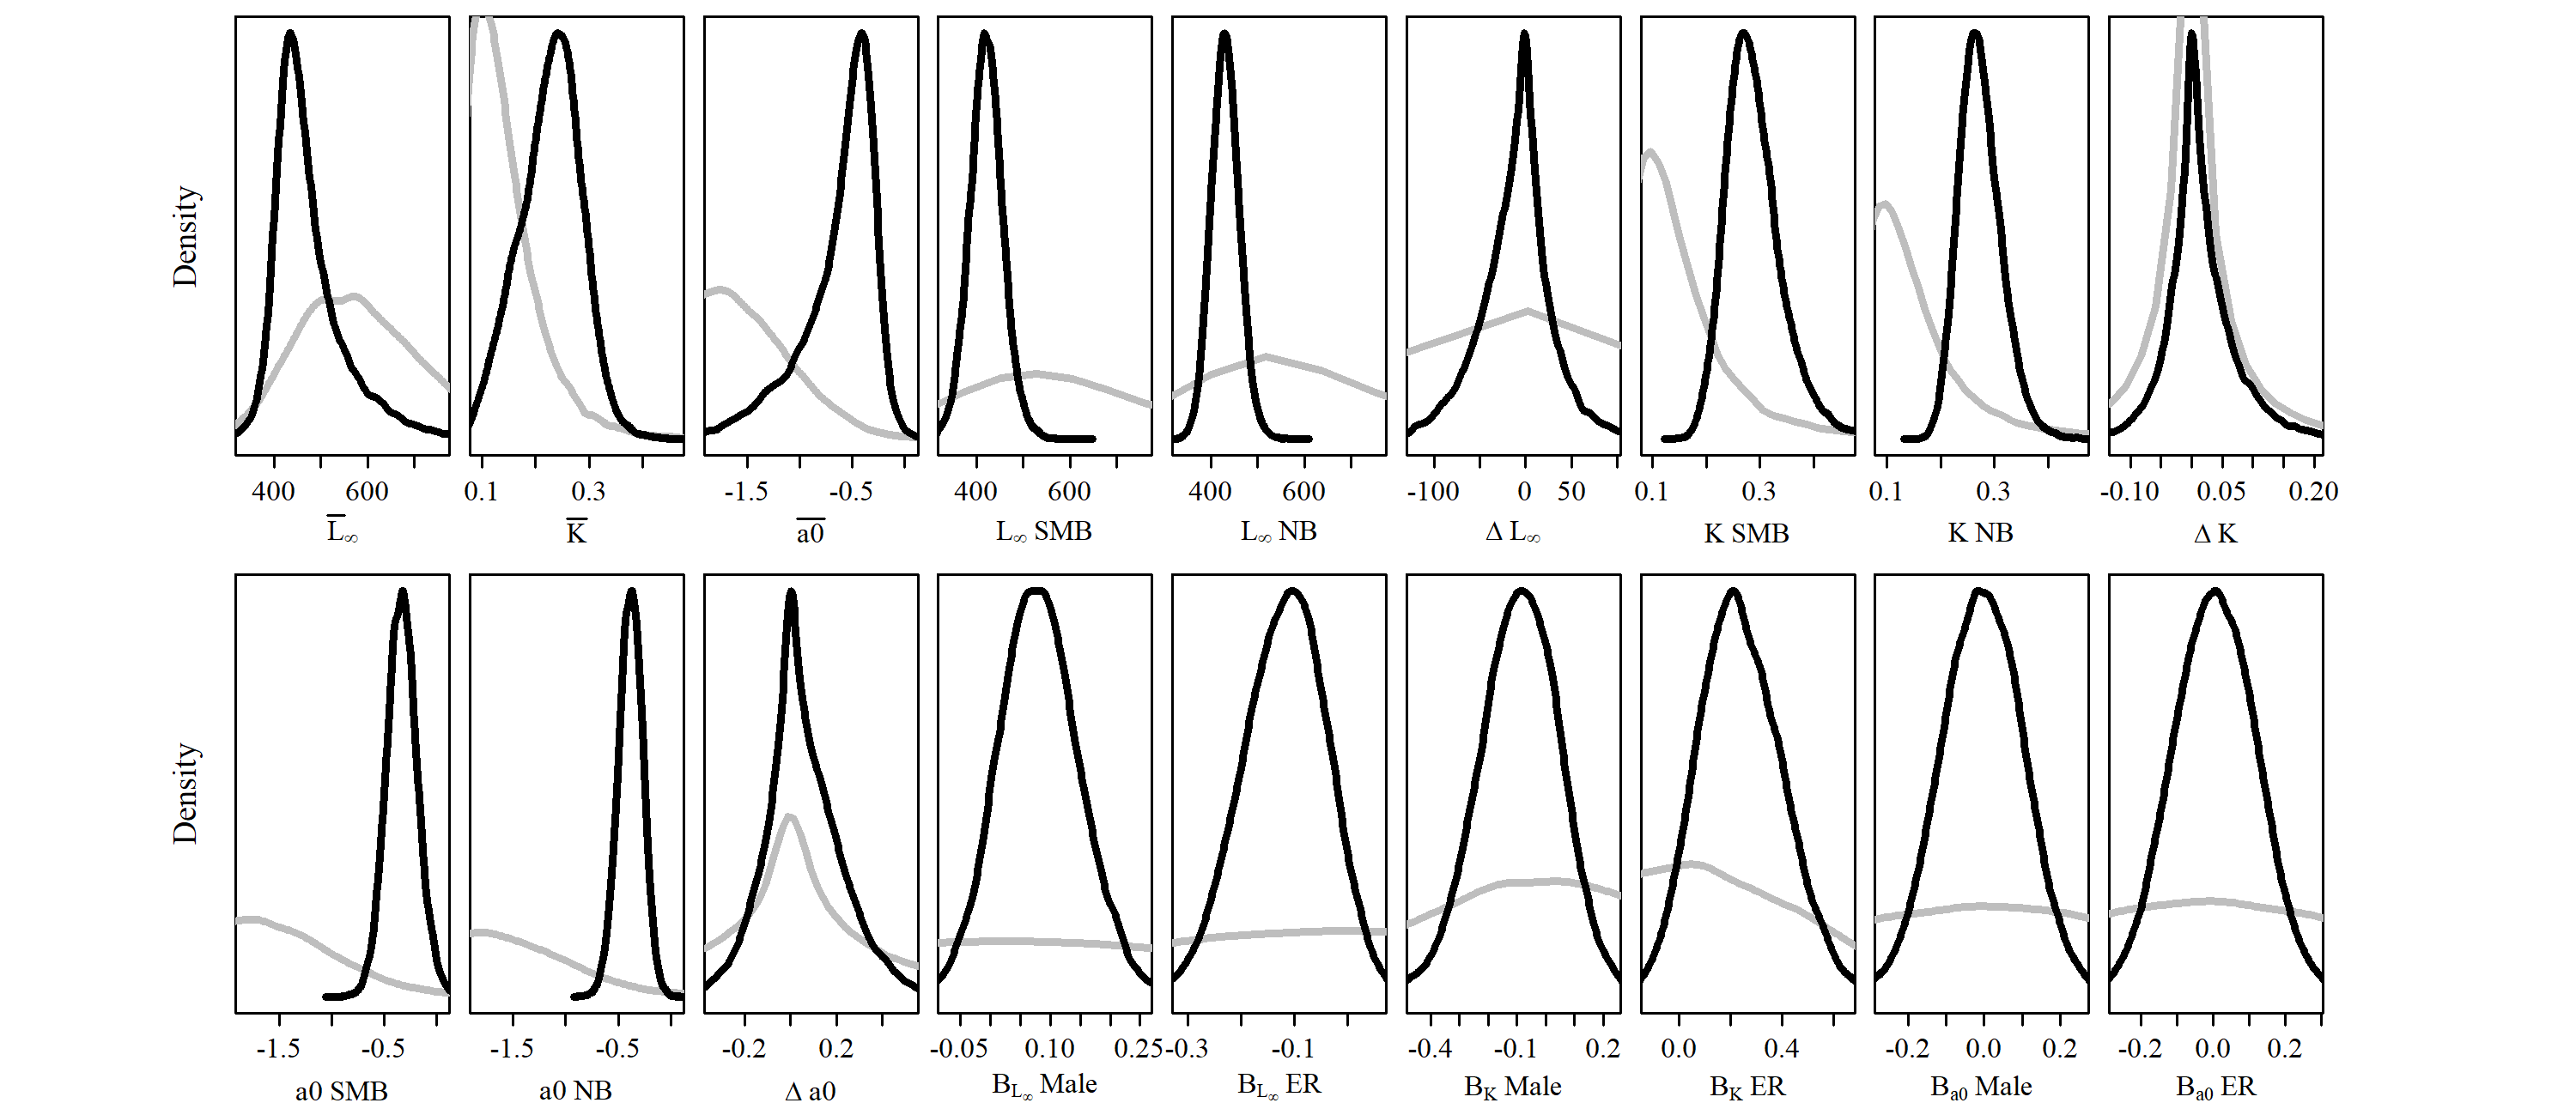 Density
400 600 0.1 0.3 -1.5 -0.5 400 600 400 600 -100 0 50 0.1 0.3 0.1 0.3 -0.10 0.05 0.20
L̅∞ K̅ a0̅ L∞ SMB L∞ NB Δ L∞ K SMB K NB Δ K
Density
-1.5 -0.5 -1.5 -0.5 -0.2 0.2 -0.05 0.10 0.25 -0.3 -0.1 -0.4 -0.1 0.2 0.0 0.4 -0.2 0.0 0.2 -0.2 0.0 0.2
a0 SMB a0 NB Δ a0 BL∞ Male BL∞ ER BK Male BK ER Ba0 Male Ba0 ER